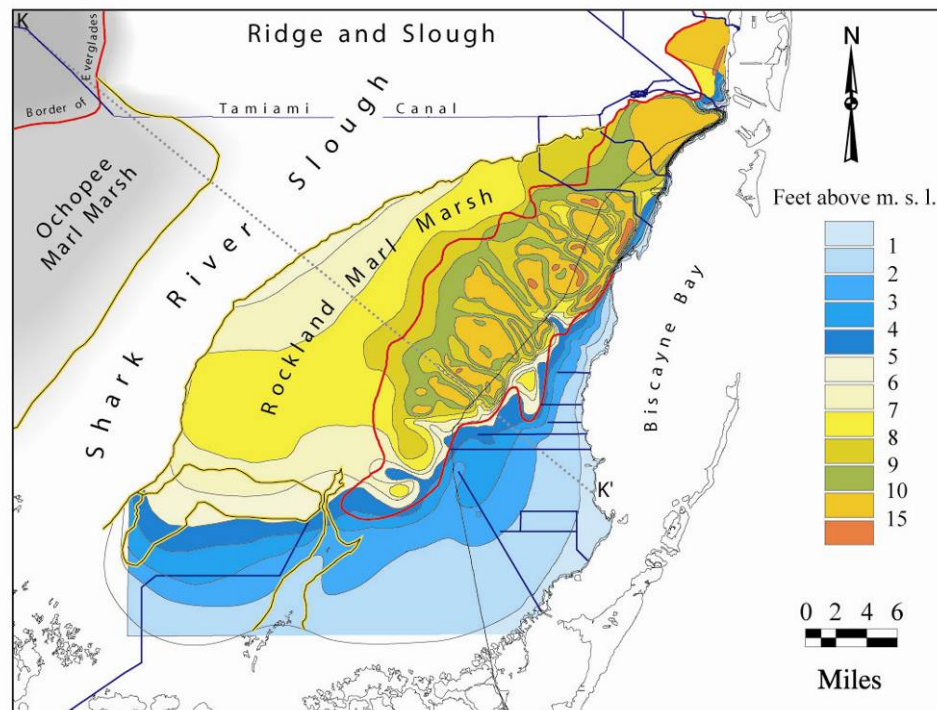 K
Ridge and Slough
N
Border of Everglades
Tamiami Canal
Ochopee
Marl Marsh
Shark River Slough
Rockland Marl Marsh
Biscayne Bay
K'
Feet above m. s. l.
1
2
3
4
5
6
7
8
9
10
15
0 2 4 6
Miles